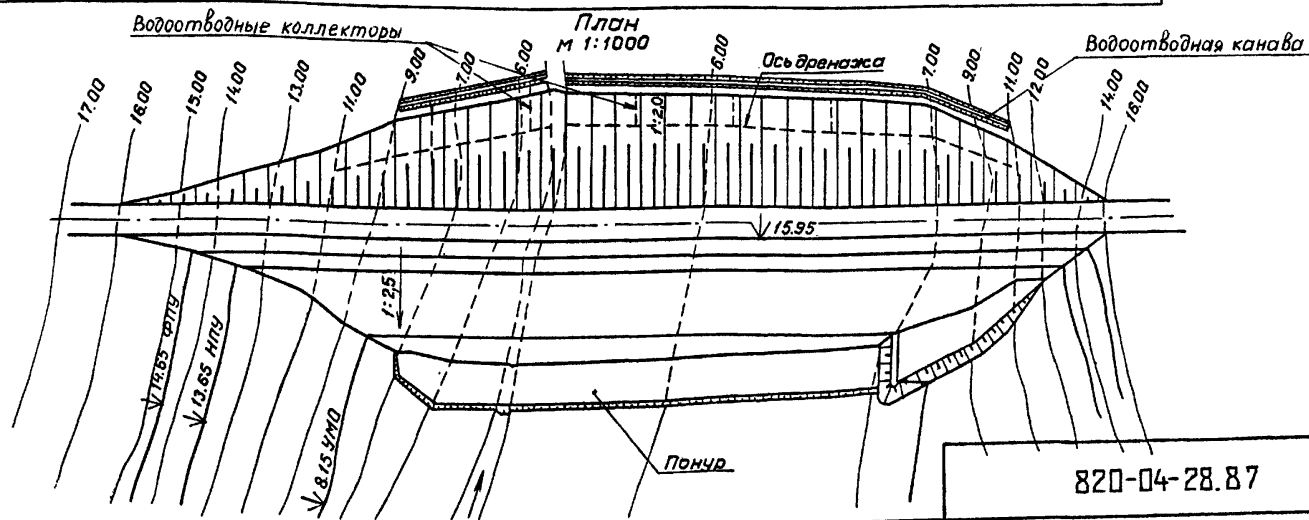 План
М 1:1000
Водоотводные коллекторы
Водоотводная канава
Ось дренажа
17.00
16.00
15.00
14.00
13.00
11.00
9.00
7.00
6.00
6.00
7.00
9.00
11.00
12.00
14.00
16.00
1:2,0
15.95
1:2,5
14.65 ФПУ
13.65 НПУ
8.15 УМО
Понур
820-04-28.87